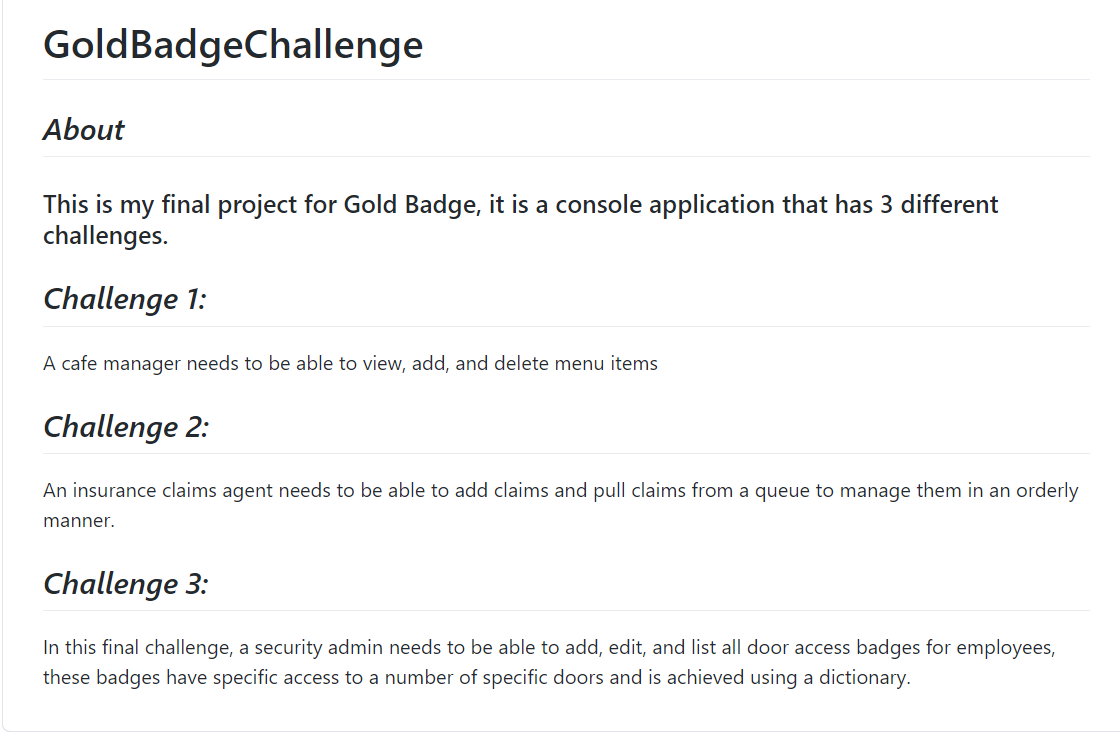 GoldBadgeChallenge
About
This is my final project for Gold Badge, it is a console application that has 3 different
challenges.
Challenge 1:
A cafe manager needs to be able to view, add, and delete menu items
Challenge 2:
An insurance claims agent needs to be able to add claims and pull claims from a queue to manage them in an orderly
manner.
Challenge 3:
In this final challenge, a security admin needs to be able to add, edit, and list all door access badges for employees,
these badges have specific access to a number of specific doors and is achieved using a dictionary.